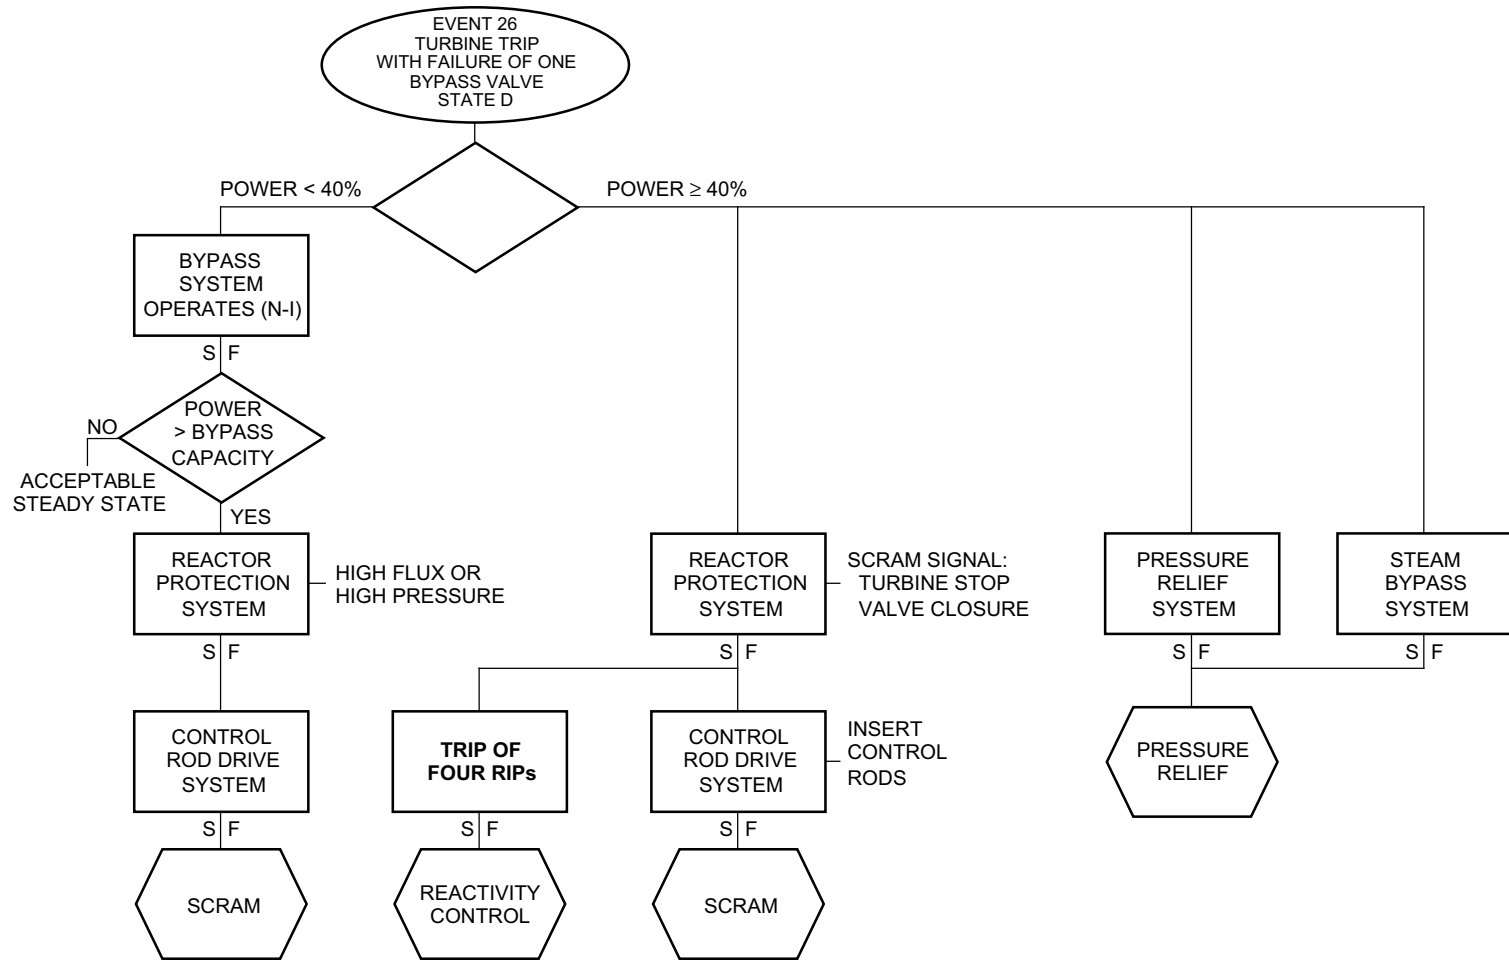 EVENT 26
TURBINE TRIP
WITH FAILURE OF ONE
BYPASS VALVE
STATE D
POWER < 40%
POWER ≥ 40%
BYPASS
SYSTEM
OPERATES (N-I)
S F
POWER
> BYPASS
CAPACITY
NO
ACCEPTABLE
STEADY STATE
YES
REACTOR
PROTECTION
SYSTEM
HIGH FLUX OR
HIGH PRESSURE
S F
CONTROL
ROD DRIVE
SYSTEM
S F
SCRAM
REACTOR
PROTECTION
SYSTEM
SCRAM SIGNAL:
TURBINE STOP
VALVE CLOSURE
S F
TRIP OF
FOUR RIPs
S F
REACTIVITY
CONTROL
CONTROL
ROD DRIVE
SYSTEM
INSERT
CONTROL
RODS
S F
SCRAM
PRESSURE
RELIEF
SYSTEM
S F
STEAM
BYPASS
SYSTEM
S F
PRESSURE
RELIEF